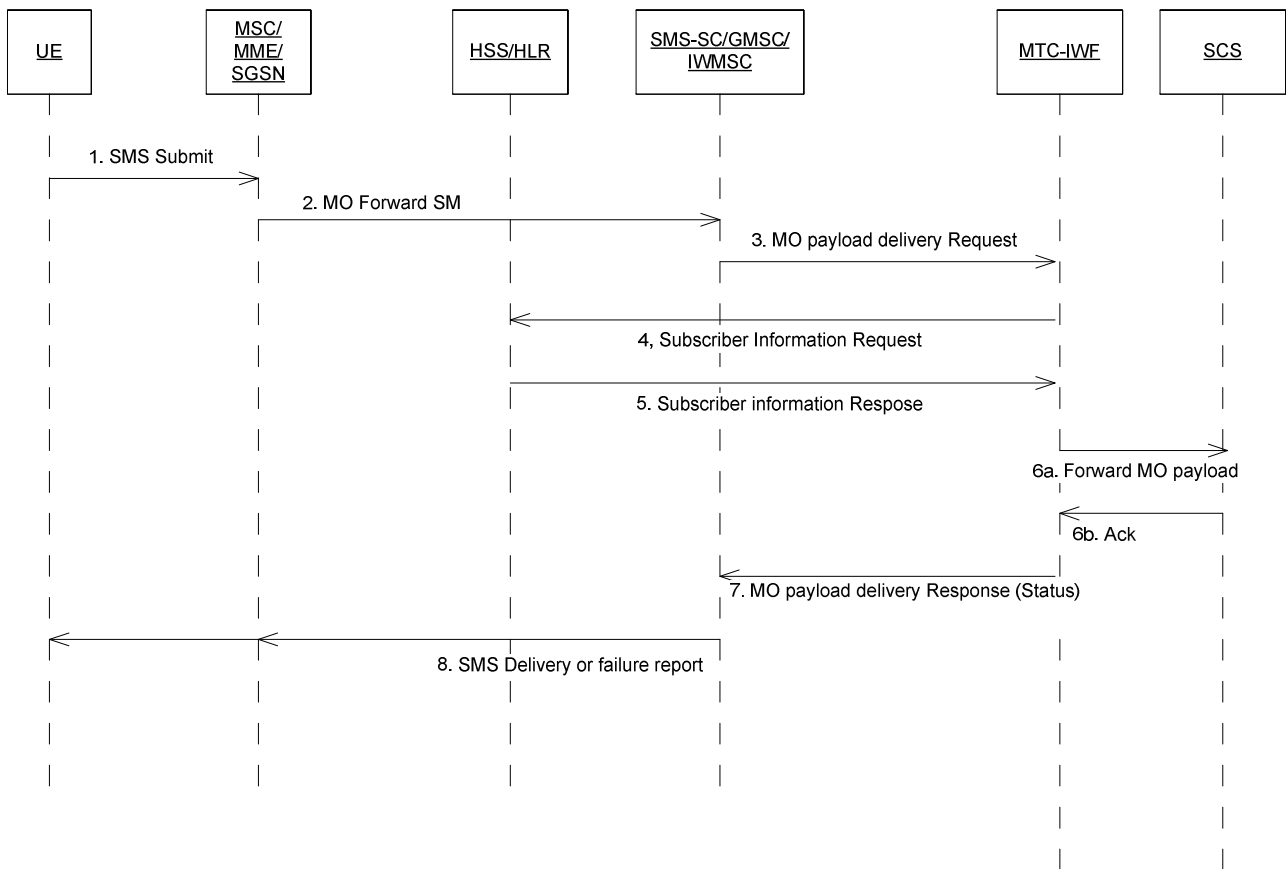 UE
MSC/
MME/
SGSN
HSS/HLR
SMS-SC/GMSC/
IWMSC
MTC-IWF
SCS
1. SMS Submit
2. MO Forward SM
3. MO payload delivery Request
4, Subscriber Information Request
5. Subscriber information Respose
6a. Forward MO payload
6b. Ack
7. MO payload delivery Response (Status)
8. SMS Delivery or failure report